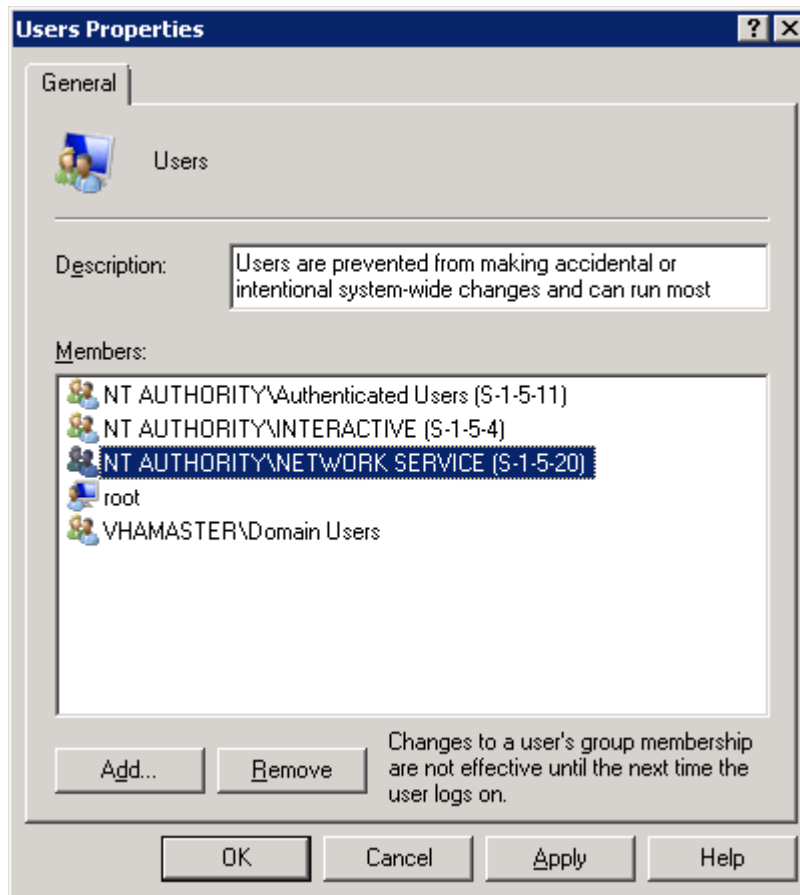 Users Properties
General
Users
Description:
Users are prevented from making accidental or
intentional system-wide changes and can run most
Members:
NT AUTHORITY\Authenticated Users (S-1-5-11)
NT AUTHORITY\INTERACTIVE (S-1-5-4)
NT AUTHORITY\NETWORK SERVICE (S-1-5-20)
root
VHAMASTER\Domain Users
Add...
Remove
Changes to a user's group membership
are not effective until the next time the
user logs on.
OK
Cancel
Apply
Help